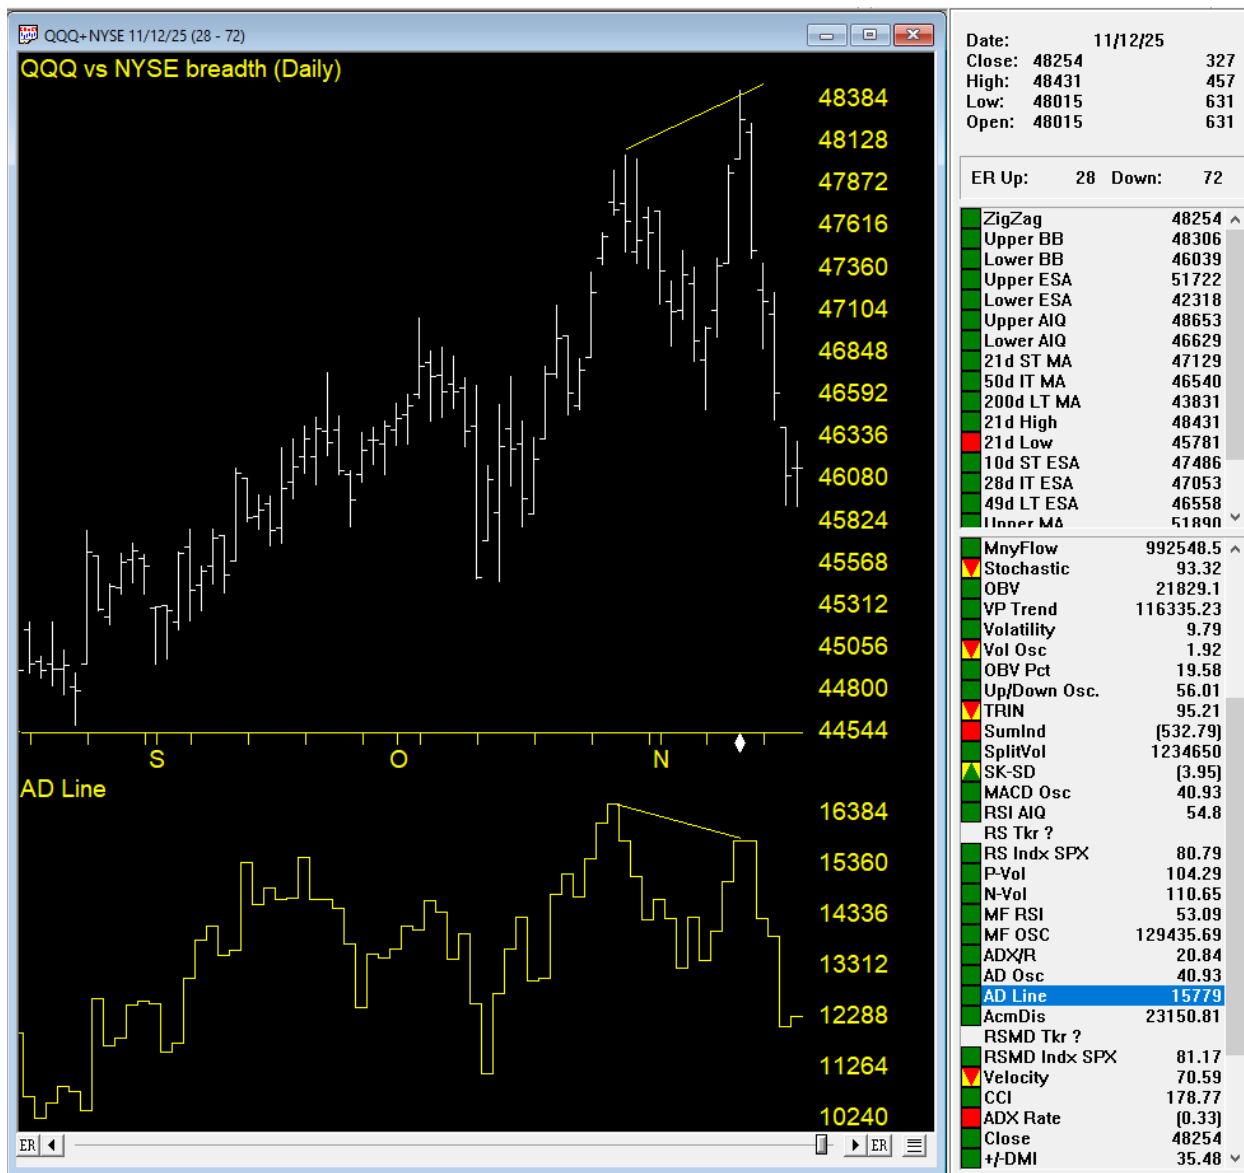 QQQ+NYSE 11/12/25 (28 - 72)
QQQ vs NYSE breadth (Daily)
48384
48128
47872
47616
47360
47104
46848
46592
46336
46080
45824
45568
45312
45056
44800
44544
S O N
AD Line
16384
15360
14336
13312
12288
11264
10240
ER ER
Date: 11/12/25
Close: 48254 327
High: 48431 457
Low: 48015 631
Open: 48015 631
ER Up: 28 Down: 72
ZigZag 48254
Upper BB 48306
Lower BB 46039
Upper ESA 51722
Lower ESA 42318
Upper AIQ 48653
Lower AIQ 46629
21d ST MA 47129
50d IT MA 46540
200d LT MA 43831
21d High 48431
21d Low 45781
10d ST ESA 47486
28d IT ESA 47053
49d LT ESA 46558
Upper MA 51890
MnyFlow 992548.5
Stochastic 93.32
OBV 21829.1
VP Trend 116335.23
Volatility 9.79
Vol Osc 1.92
OBV Pct 19.58
Up/Down Osc. 56.01
TRIN 95.21
SumInd (532.79)
SplitVol 1234650
SK-SD (3.95)
MACD Osc 40.93
RSI AIQ 54.8
RS Tkr ?
RS Indx SPX 80.79
P-Vol 104.29
N-Vol 110.65
MF RSI 53.09
MF OSC 129435.69
ADX/R 20.84
AD Osc 40.93
AD Line 15779
AcmDis 23150.81
RSMD Tkr ?
RSMD Indx SPX 81.17
Velocity 70.59
CCI 178.77
ADX Rate (0.33)
Close 48254
+/-DMI 35.48